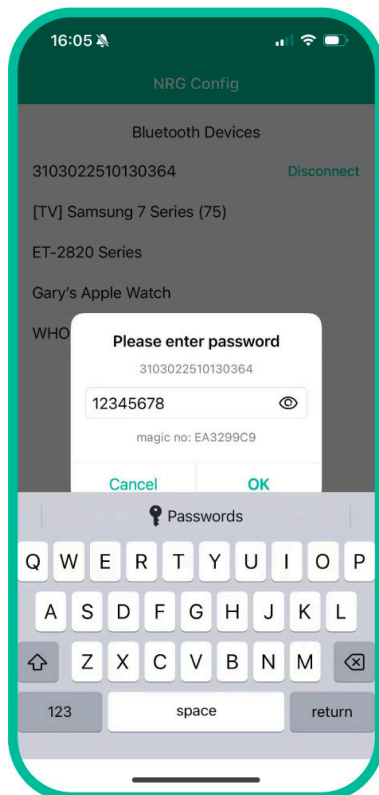 16:05
NRG Config
Bluetooth Devices
3103022510130364 Disconnect
[TV] Samsung 7 Series (75)
ET-2820 Series
Gary's Apple Watch
WHO
Please enter password
3103022510130364
12345678
magic no: EA3299C9
Cancel OK
Passwords
Q W E R T Y U I O P
A S D F G H J K L
Z X C V B N M
123 space return